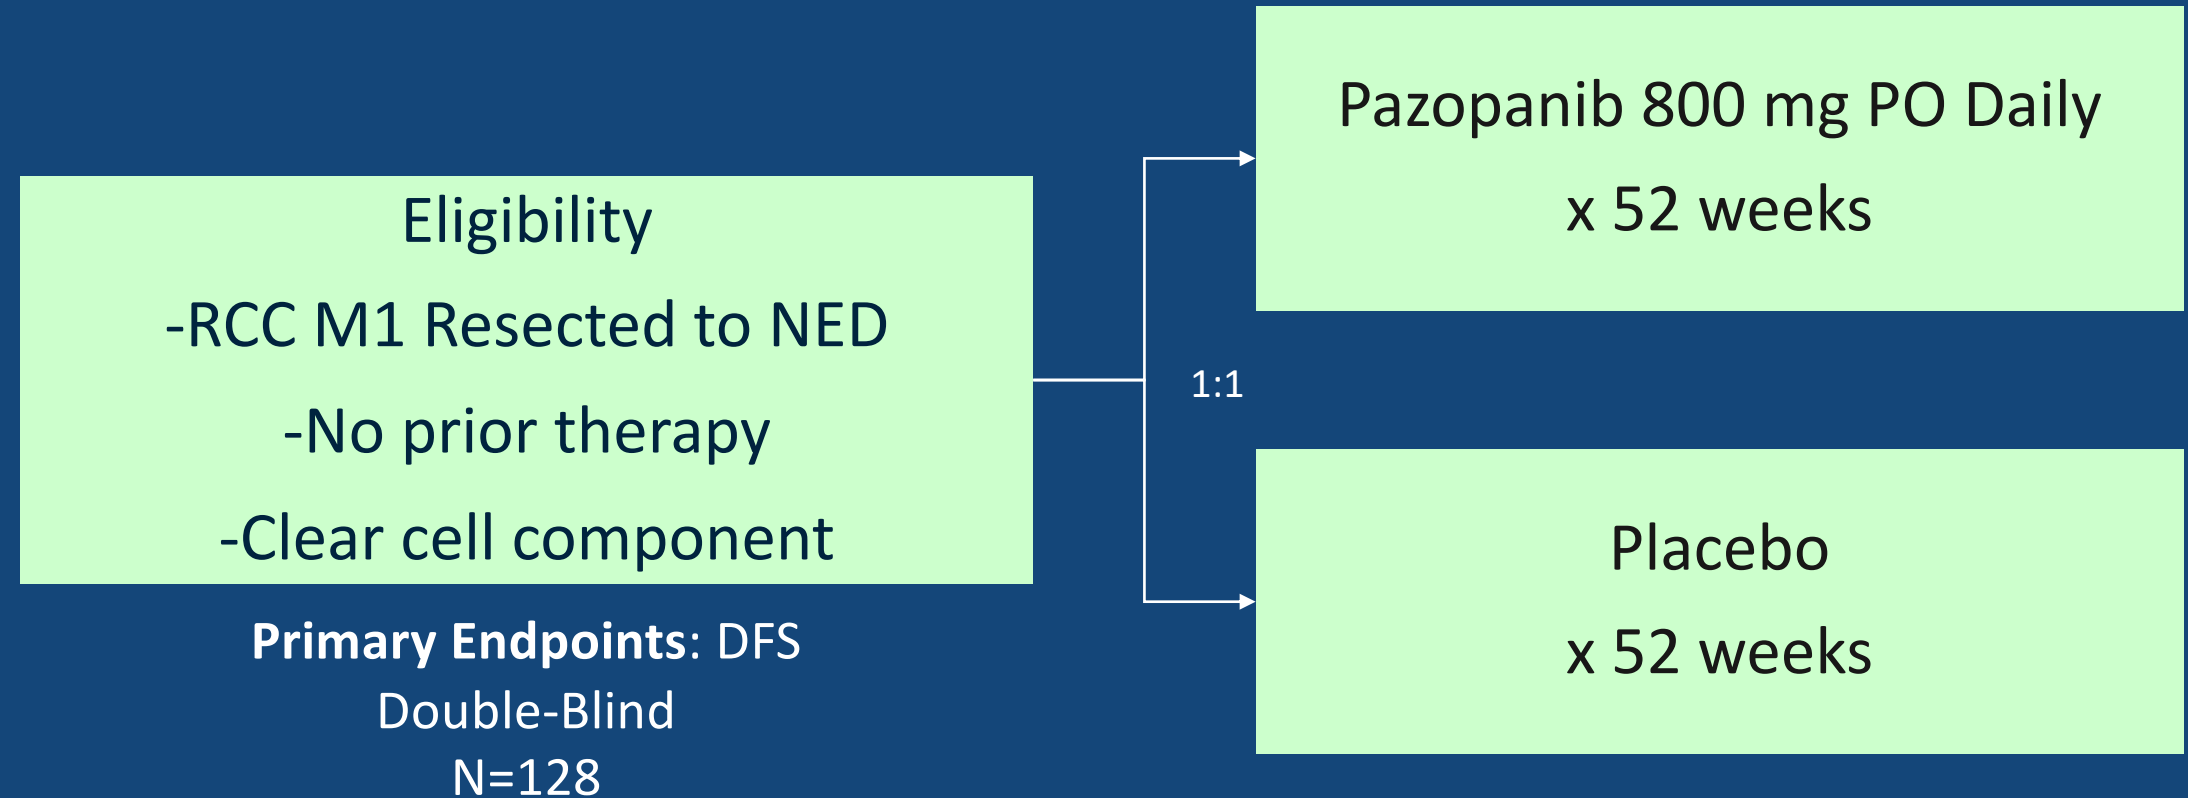 Eligibility
-RCC M1 Resected to NED
-No prior therapy
-Clear cell component
Primary Endpoints: DFS
Double-Blind
N=128
1:1
Pazopanib 800 mg PO Daily
x 52 weeks
Placebo
x 52 weeks